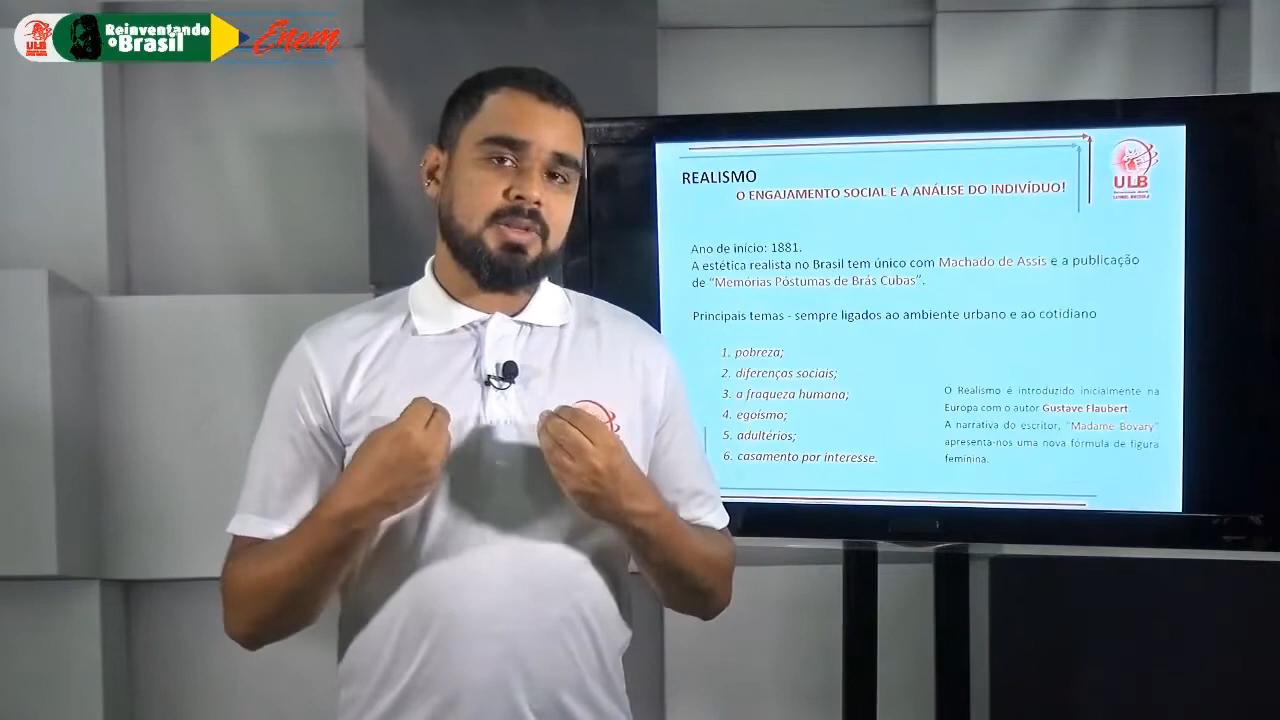 ULB
Reinventando
o Brasil
Enem
REALISMO
O ENGAJAMENTO SOCIAL E A ANÁLISE DO INDIVÍDUO!
ULB
Ano de início: 1881.
A estética realista no Brasil tem único com Machado de Assis e a publicação
de "Memórias Póstumas de Brás Cubas".
Principais temas - sempre ligados ao ambiente urbano e ao cotidiano
1. pobreza;
2. diferenças sociais;
3. a fraqueza humana;
4. egoísmo;
5. adultérios;
6. casamento por interesse.
O Realismo é introduzido inicialmente na
Europa com o autor Gustave Flaubert.
A narrativa do escritor, "Madame Bovary"
apresenta-nos uma nova fórmula de figura
feminina.